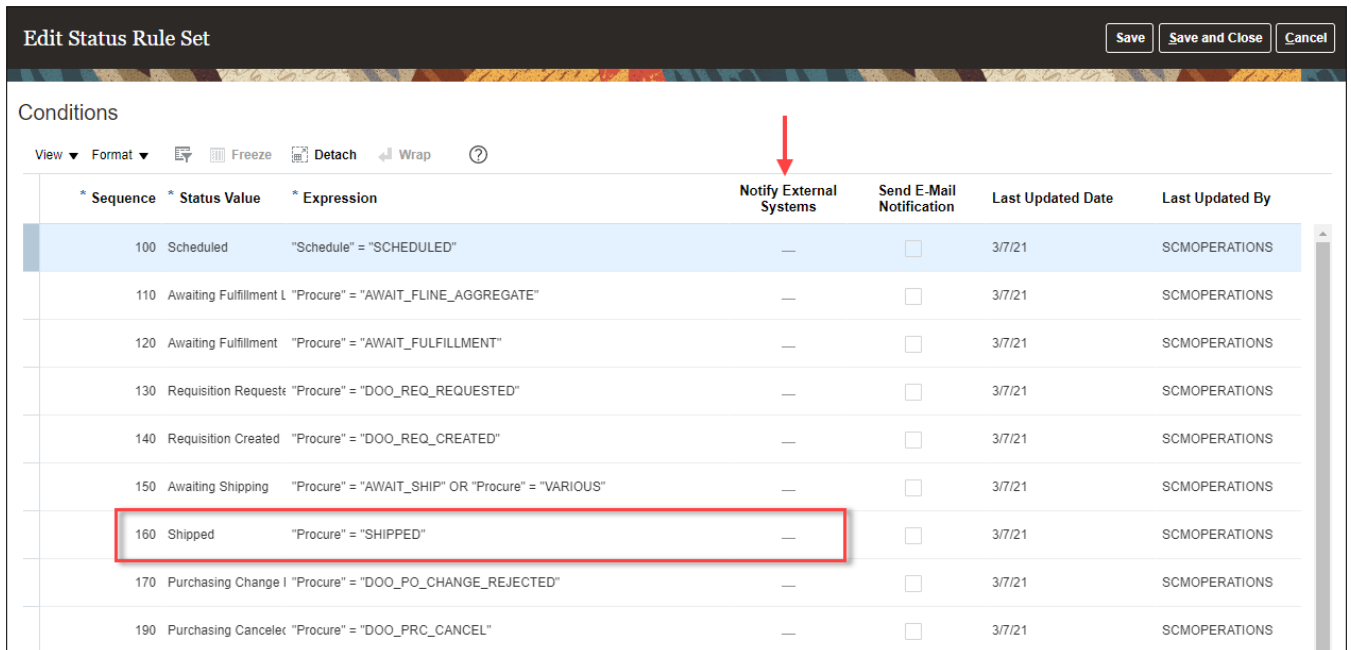 Edit Status Rule Set
Save Save and Close Cancel
Conditions
View Format Freeze Detach Wrap ?
* Sequence * Status Value * Expression Notify External Systems Send E-Mail Notification Last Updated Date Last Updated By
100 Scheduled "Schedule" = "SCHEDULED" — 3/7/21 SCMOPERATIONS
110 Awaiting Fulfillment L "Procure" = "AWAIT_FLINE_AGGREGATE" — 3/7/21 SCMOPERATIONS
120 Awaiting Fulfillment "Procure" = "AWAIT_FULFILLMENT" — 3/7/21 SCMOPERATIONS
130 Requisition Requeste "Procure" = "DOO_REQ_REQUESTED" — 3/7/21 SCMOPERATIONS
140 Requisition Created "Procure" = "DOO_REQ_CREATED" — 3/7/21 SCMOPERATIONS
150 Awaiting Shipping "Procure" = "AWAIT_SHIP" OR "Procure" = "VARIOUS" — 3/7/21 SCMOPERATIONS
160 Shipped "Procure" = "SHIPPED" — 3/7/21 SCMOPERATIONS
170 Purchasing Change I "Procure" = "DOO_PO_CHANGE_REJECTED" — 3/7/21 SCMOPERATIONS
190 Purchasing Cancelec "Procure" = "DOO_PRC_CANCEL" — 3/7/21 SCMOPERATIONS